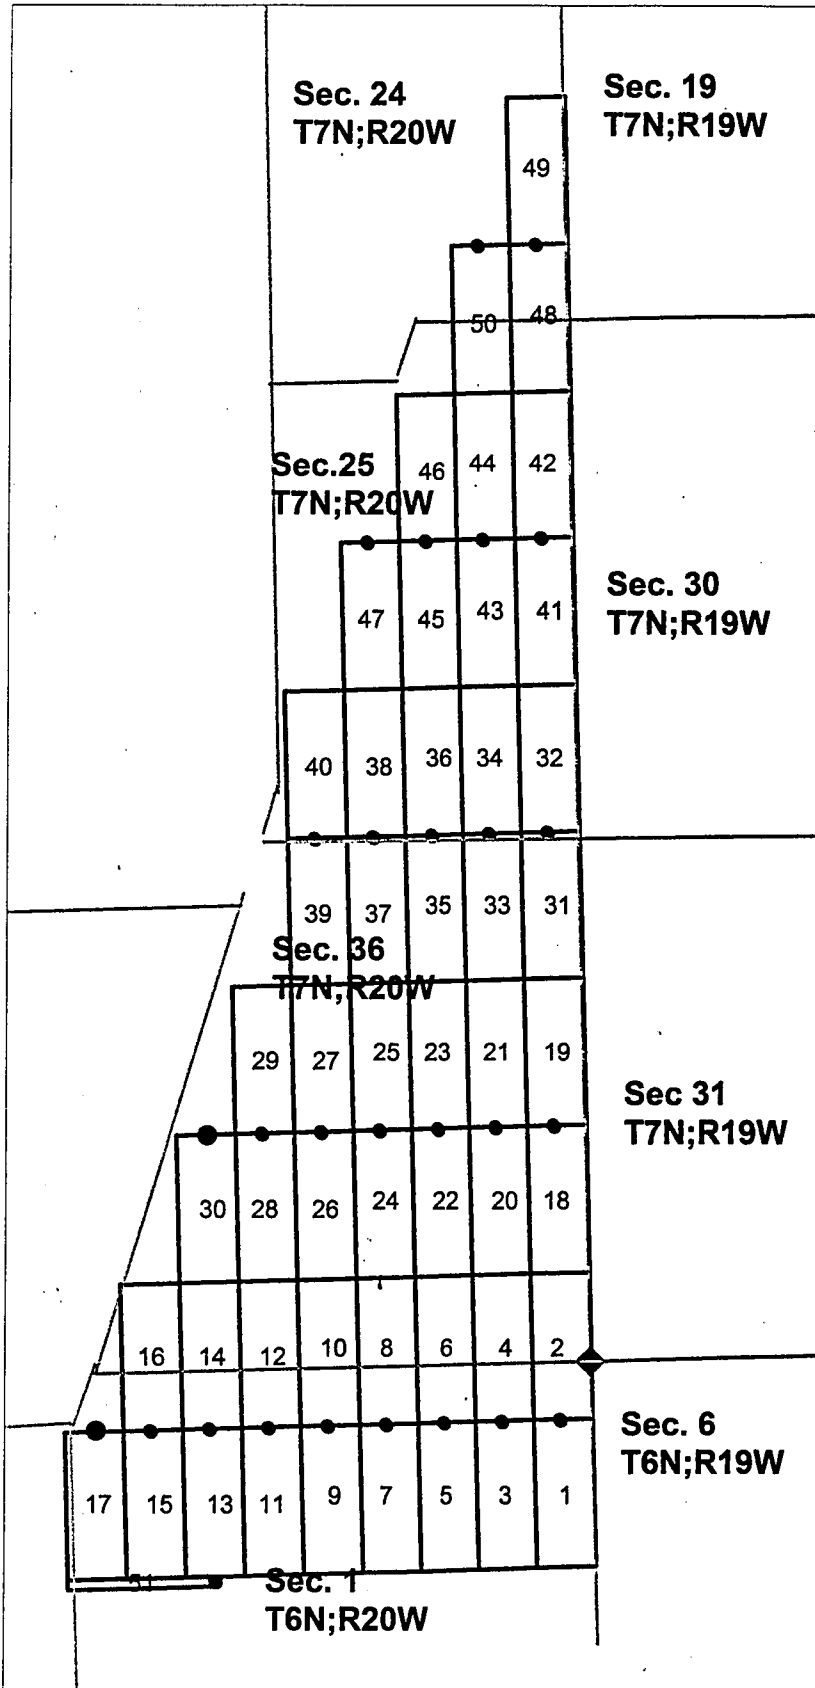 Sec. 24
T7N;R20W
Sec. 19
T7N;R19W
49
50 48
Sec.25
T7N;R20W
46 44 42
47 45 43 41
Sec. 30
T7N;R19W
40 38 36 34 32
39 37 35 33 31
Sec. 36
T7N,R20W
29 27 25 23 21 19
Sec 31
T7N;R19W
30 28 26 24 22 20 18
16 14 12 10 8 6 4 2
Sec. 6
T6N;R19W
17 15 13 11 9 7 5 3 1
51
Sec. 1
T6N;R20W